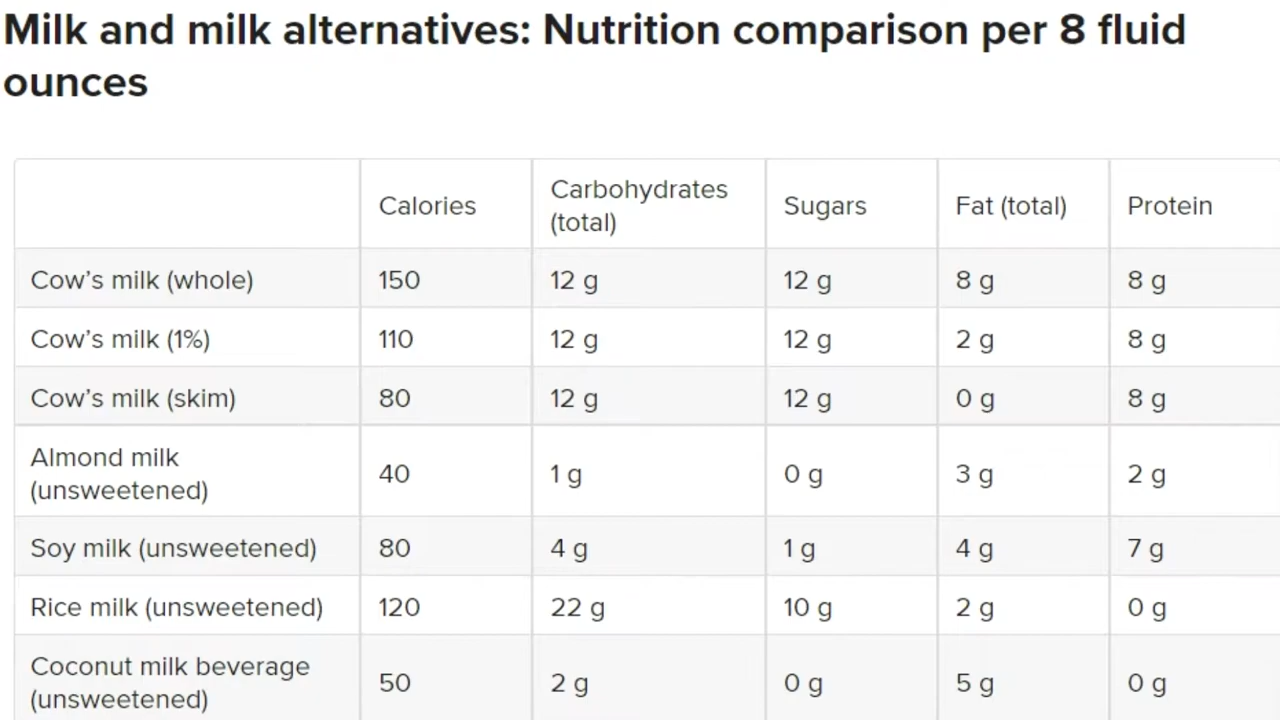 Milk and milk alternatives: Nutrition comparison per 8 fluid
ounces
Calories Carbohydrates (total) Sugars Fat (total) Protein
Cow’s milk (whole) 150 12 g 12 g 8 g 8 g
Cow’s milk (1%) 110 12 g 12 g 2 g 8 g
Cow’s milk (skim) 80 12 g 12 g 0 g 8 g
Almond milk (unsweetened) 40 1 g 0 g 3 g 2 g
Soy milk (unsweetened) 80 4 g 1 g 4 g 7 g
Rice milk (unsweetened) 120 22 g 10 g 2 g 0 g
Coconut milk beverage (unsweetened) 50 2 g 0 g 5 g 0 g